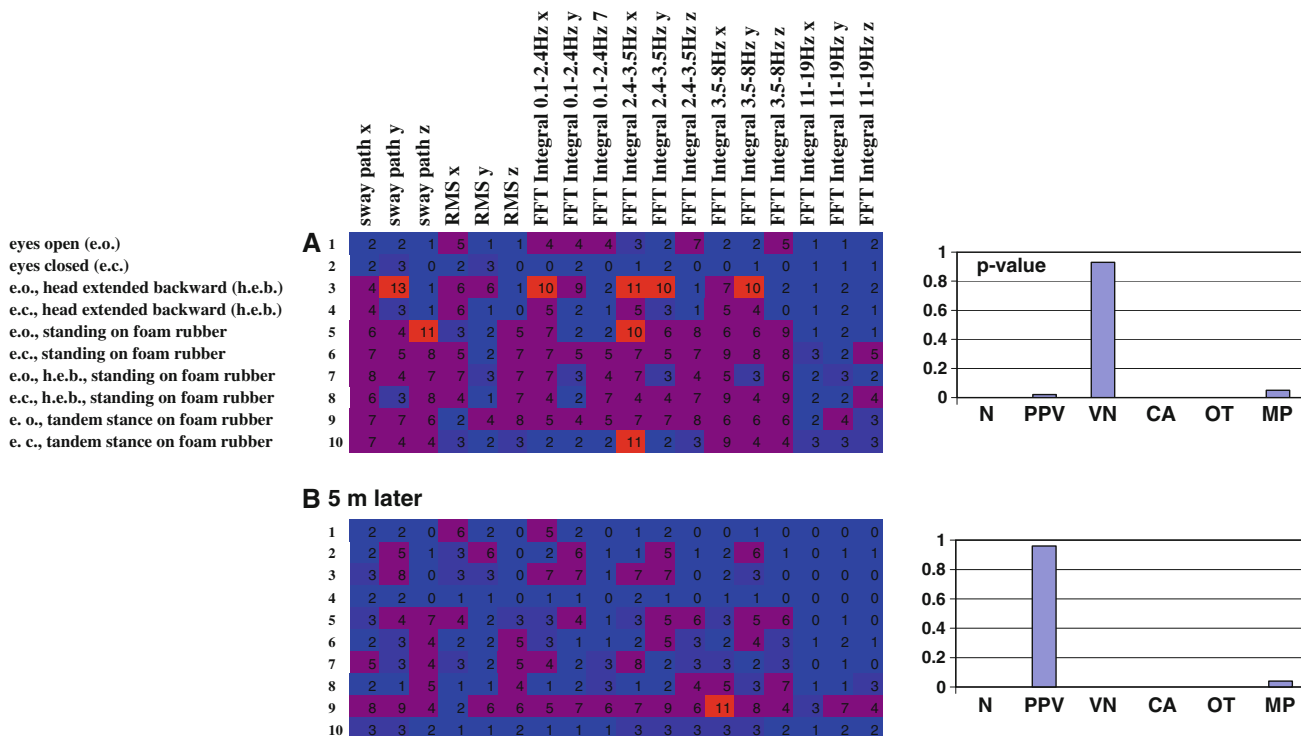 sway path x
sway path y
sway path z
RMS x
RMS y
RMS z
FFT Integral 0.1-2.4Hz x
FFT Integral 0.1-2.4Hz y
FFT Integral 0.1-2.4Hz 7
FFT Integral 2.4-3.5Hz x
FFT Integral 2.4-3.5Hz y
FFT Integral 2.4-3.5Hz z
FFT Integral 3.5-8Hz x
FFT Integral 3.5-8Hz y
FFT Integral 3.5-8Hz z
FFT Integral 11-19Hz x
FFT Integral 11-19Hz y
FFT Integral 11-19Hz z
A
eyes open (e.o.) 1 2 2 1 5 1 1 4 4 4 3 2 7 2 2 5 1 1 2
eyes closed (e.c.) 2 2 3 0 2 3 0 0 2 0 1 2 0 0 1 0 1 1 1
e.o., head extended backward (h.e.b.) 3 4 13 1 6 6 1 10 9 2 11 10 1 7 10 2 1 2 2
e.c., head extended backward (h.e.b.) 4 4 3 1 6 1 0 5 2 1 5 3 1 5 4 0 1 2 1
e.o., standing on foam rubber 5 6 4 11 3 2 5 7 2 2 10 6 8 6 6 9 1 2 1
e.c., standing on foam rubber 6 7 5 8 5 2 7 7 5 5 7 5 7 9 8 8 3 2 5
e.o., h.e.b., standing on foam rubber 7 8 4 7 7 3 7 7 3 4 7 3 4 5 3 6 2 3 2
e.c., h.e.b., standing on foam rubber 8 6 3 8 4 1 7 4 2 7 4 4 7 9 4 9 2 2 4
e. o., tandem stance on foam rubber 9 7 7 6 2 4 8 5 4 5 7 7 8 6 6 6 2 4 3
e. c., tandem stance on foam rubber 10 7 4 4 3 2 3 2 2 2 11 2 3 9 4 4 3 3 3
p-value
1
0.8
0.6
0.4
0.2
0
N PPV VN CA OT MP
B 5 m later
1 2 2 0 6 2 0 5 2 0 1 2 0 0 1 0 0 0 0
2 2 5 1 3 6 0 2 6 1 1 5 1 2 6 1 0 1 1
3 3 8 0 3 3 0 7 7 1 7 7 0 2 3 0 0 0 0
4 2 2 0 1 1 0 1 1 0 2 1 0 1 1 0 0 0 0
5 3 4 7 4 2 3 3 4 1 3 5 6 3 5 6 0 1 0
6 2 3 4 2 2 5 3 1 1 2 5 3 2 4 3 1 2 1
7 5 3 4 3 2 5 4 2 3 8 2 3 3 2 3 0 1 0
8 2 1 5 1 1 4 1 2 3 1 2 4 5 3 7 1 1 3
9 8 9 4 2 6 6 5 7 6 7 9 6 11 8 4 3 7 4
10 3 3 2 1 1 2 1 1 1 3 3 3 3 3 2 1 2 2
1
0.8
0.6
0.4
0.2
0
N PPV VN CA OT MP